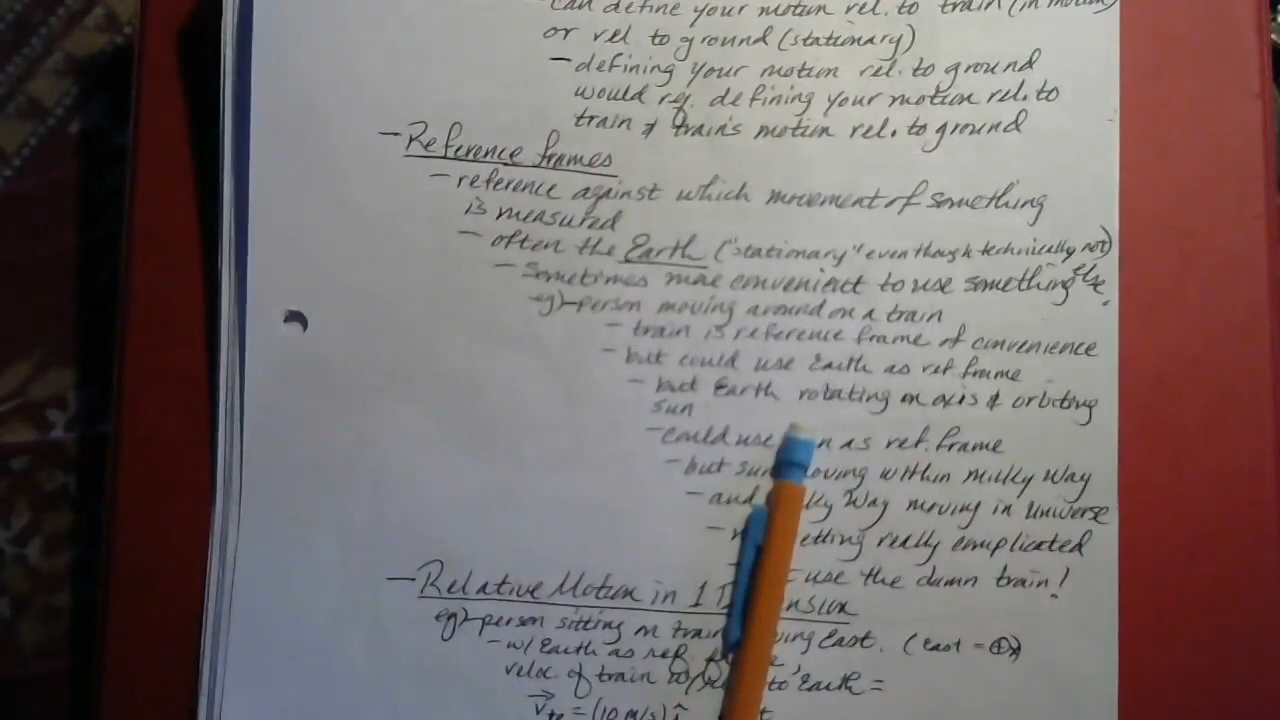 can define your motion rel. to train (in motion)
or rel to ground (stationary)
- defining your motion rel. to ground
would req. defining your motion rel. to
train & train's motion rel. to ground
- Reference frames
- reference against which movement of something
is measured
- often the Earth ("stationary" even though technically not)
- sometimes more convenient to use something else.
eg)- person moving around on a train
- train is reference frame of convenience
- but could use Earth as ref frame
- but Earth rotating on axis & orbiting
sun
- could use as ref. frame
- but sun moving within Milky Way
- and Way moving in Universe
- really complicated
- use the damn train!
- Relative Motion in 1
eg)- person sitting on train East. (East = ⊕x)
- w/ Earth as ref
veloc. of train to Earth =
= (10 m/s) î